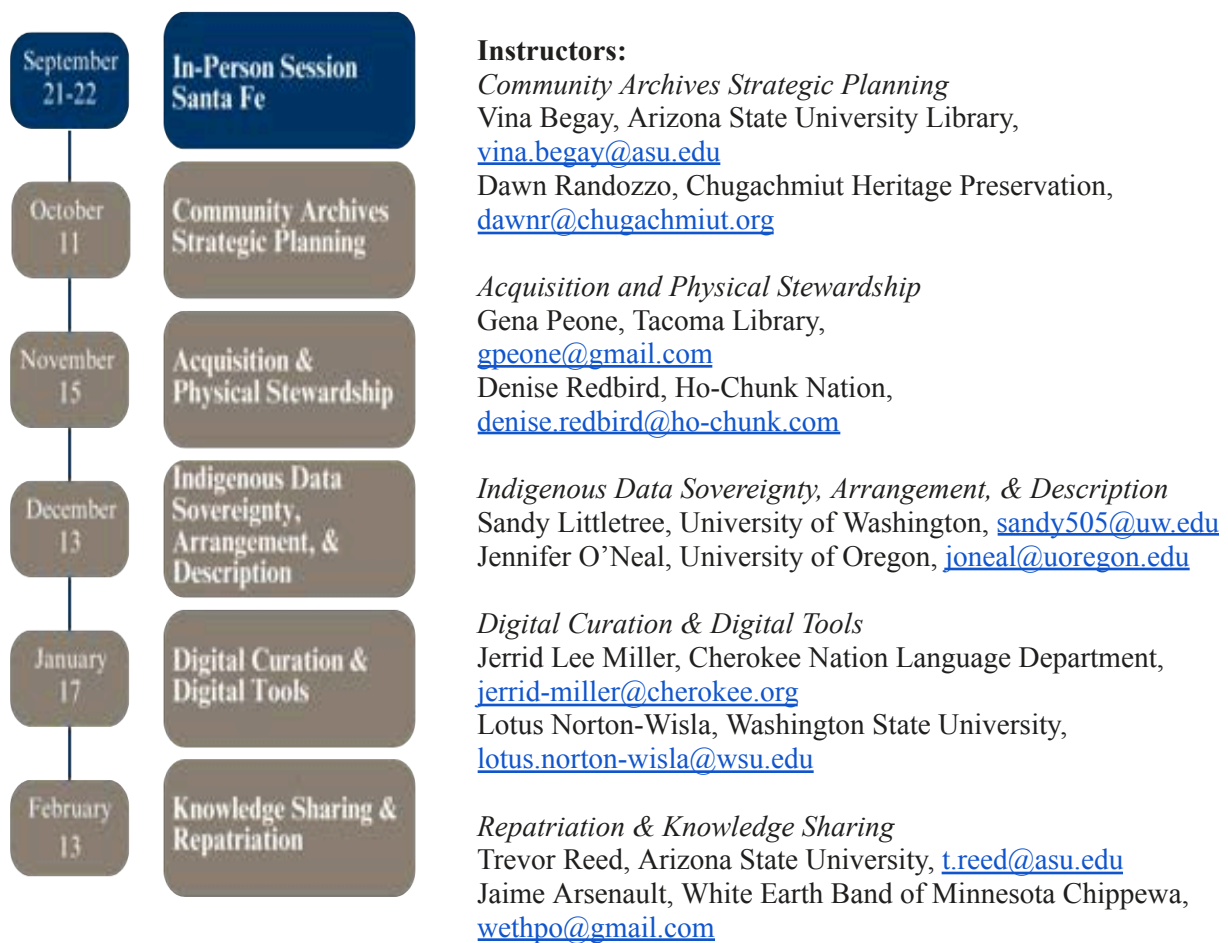 September
21-22
In-Person Session
Santa Fe
October
11
Community Archives
Strategic Planning
November
15
Acquisition &
Physical Stewardship
December
13
Indigenous Data
Sovereignty,
Arrangement, &
Description
January
17
Digital Curation &
Digital Tools
February
13
Knowledge Sharing &
Repatriation
Instructors:
Community Archives Strategic Planning
Vina Begay, Arizona State University Library,
vina.begay@asu.edu
Dawn Randozzo, Chugachmiut Heritage Preservation,
dawnr@chugachmiut.org
Acquisition and Physical Stewardship
Gena Peone, Tacoma Library,
gpeone@gmail.com
Denise Redbird, Ho-Chunk Nation,
denise.redbird@ho-chunk.com
Indigenous Data Sovereignty, Arrangement, & Description
Sandy Littletree, University of Washington, sandy505@uw.edu
Jennifer O’Neal, University of Oregon, joneal@uoregon.edu
Digital Curation & Digital Tools
Jerrid Lee Miller, Cherokee Nation Language Department,
jerrid-miller@cherokee.org
Lotus Norton-Wisla, Washington State University,
lotus.norton-wisla@wsu.edu
Repatriation & Knowledge Sharing
Trevor Reed, Arizona State University, t.reed@asu.edu
Jaime Arsenault, White Earth Band of Minnesota Chippewa,
wethpo@gmail.com